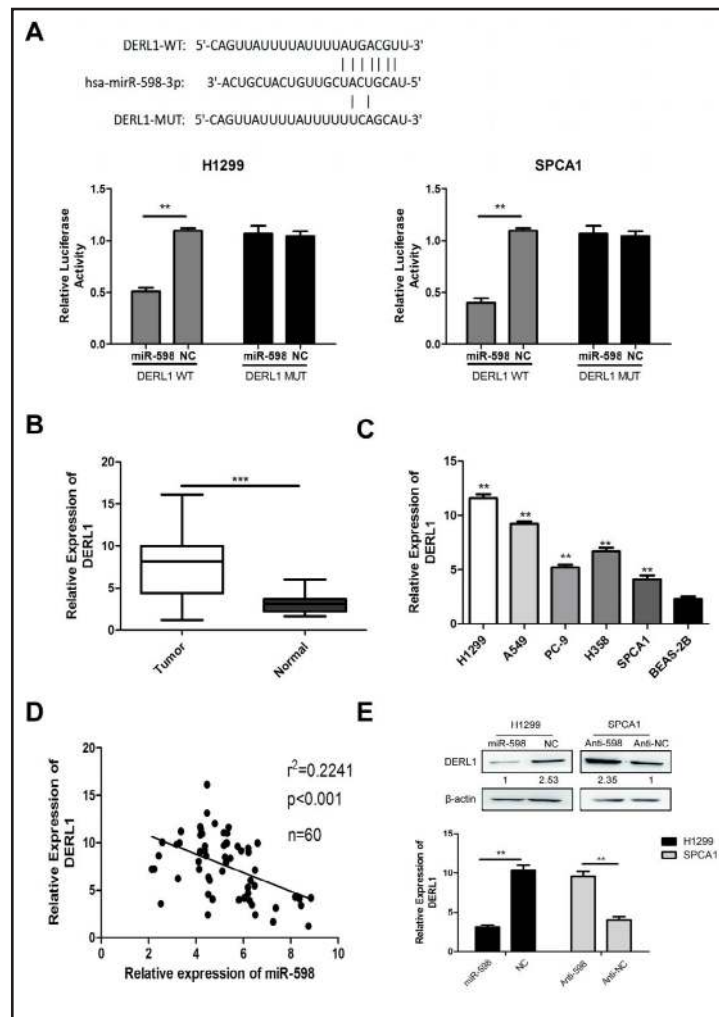 A
DERL1-WT: 5'-CAGUUAUUUUAUUUUAUGACGUU-3'
hsa-miR-598-3p: 3'-ACUGCUACUGUUGCUACUGCAU-5'
DERL1-MUT: 5'-CAGUUAUUUUAUUUUUUCAGCAU-3'
H1299
Relative Luciferase
Activity
1.5
1.0
0.5
0.0
**
miR-598 NC miR-598 NC
DERL1 WT DERL1 MUT
SPCA1
Relative Luciferase
Activity
1.5
1.0
0.5
0.0
**
miR-598 NC miR-598 NC
DERL1 WT DERL1 MUT
B
Relative Expression of
DERL1
20
15
10
5
0
***
Tumor
Normal
C
Relative Expression of
DERL1
15
10
5
0
** ** ** ** **
H1299
A549
PC-9
H358
SPCA1
BEAS-2B
D
Relative Expression of
DERL1
20
15
10
5
0
r²=0.2241
p<0.001
n=60
0 2 4 6 8 10
Relative expression of miR-598
E
H1299 SPCA1
miR-598 NC Anti-598 Anti-NC
DERL1
1 2.53 2.35 1
β-actin
H1299
SPCA1
Relative Expression of
DERL1
15
10
5
0
** **
miR-598
NC
Anti-598
Anti-NC